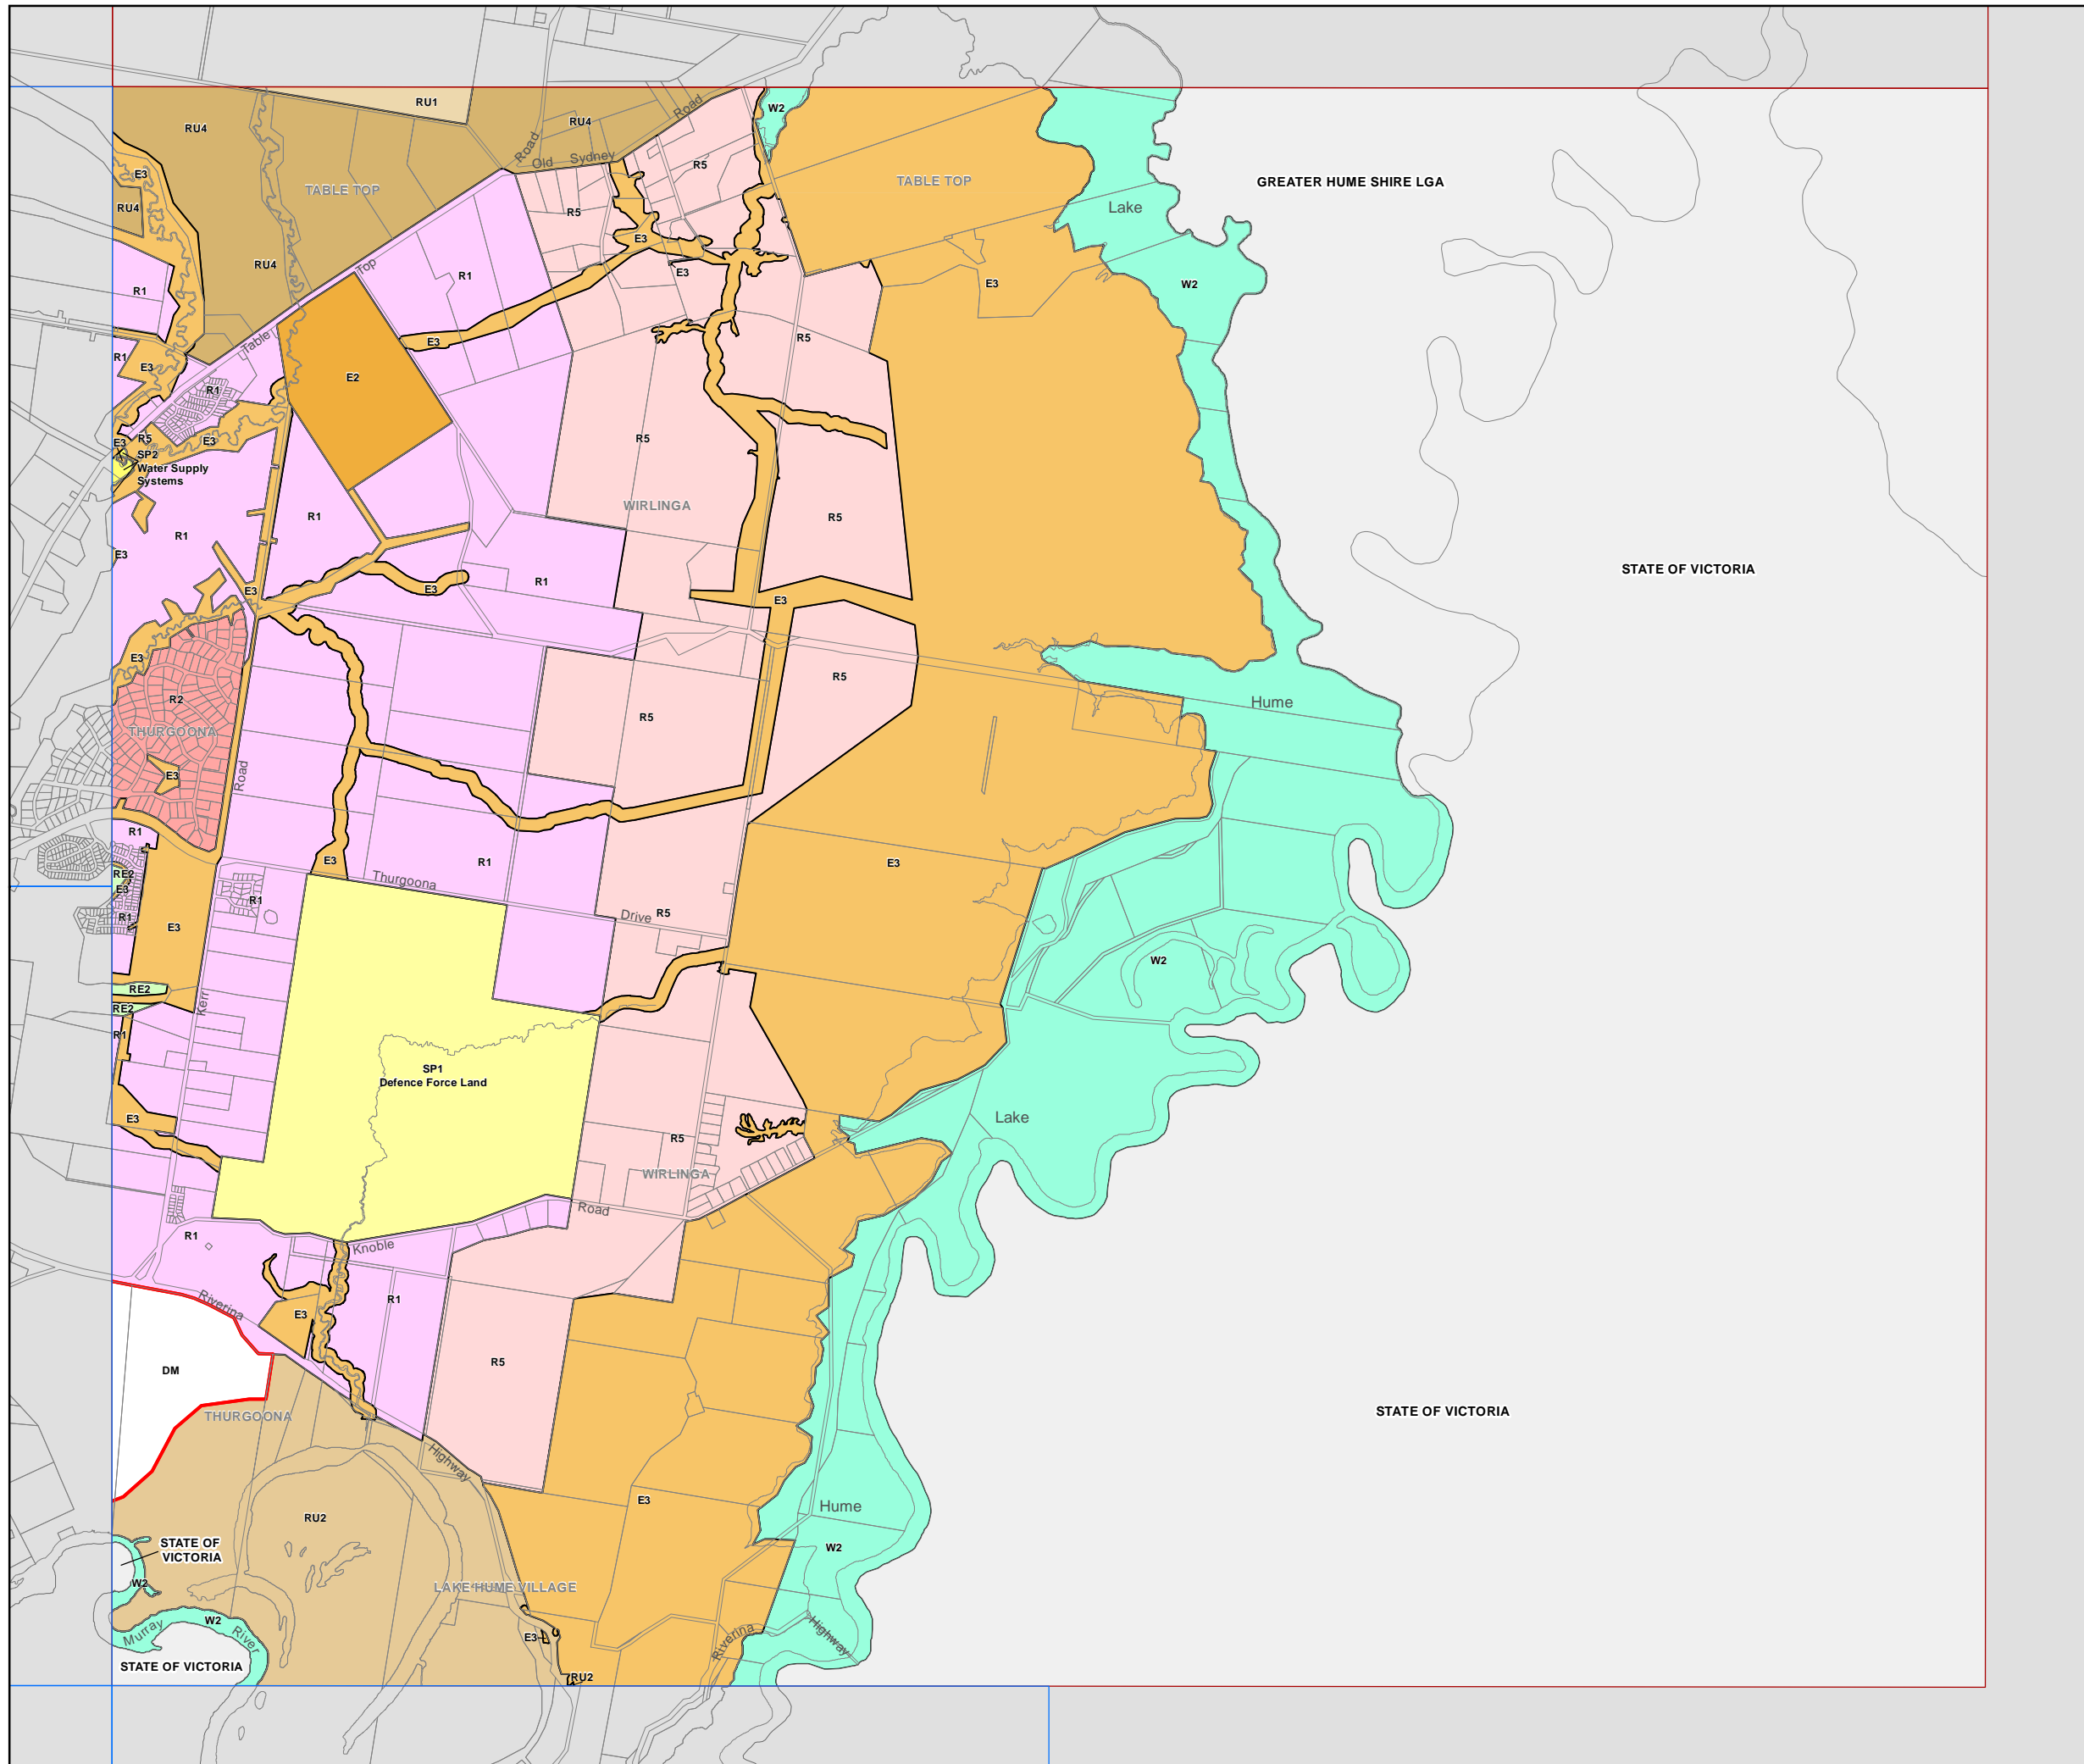 RU1
W2
RU4
RU4
Road
Road
Old Sydney
R5
E3
TABLE TOP
TABLE TOP
GREATER HUME SHIRE LGA
RU4
R5
Lake
E3
RU4
Top
E3
R1
R1
E3
W2
R5
Table
E3
R1
E3
E2
R1
R5
R5
E3
E3
SP2
Water Supply
Systems
WIRLINGA
R1
R5
R1
E3
STATE OF VICTORIA
R1
E3
E3
E3
E3
R5
R2
Hume
R5
THURGOONA
Road
E3
R1
E3
R1
E3
RE2
Thurgoona
E3
R1
R5
R1
Drive
E3
W2
RE2
Kerr
RE2
R1
SP1
Defence Force Land
Lake
E3
R5
WIRLINGA
Road
R1
Knoble
R1
Riverina
E3
R5
DM
STATE OF VICTORIA
THURGOONA
Highway
E3
Hume
RU2
STATE OF
VICTORIA
W2
W2
LAKE HUME VILLAGE
W2
Murray
River
E3
Riverina
Highway
STATE OF VICTORIA
RU2